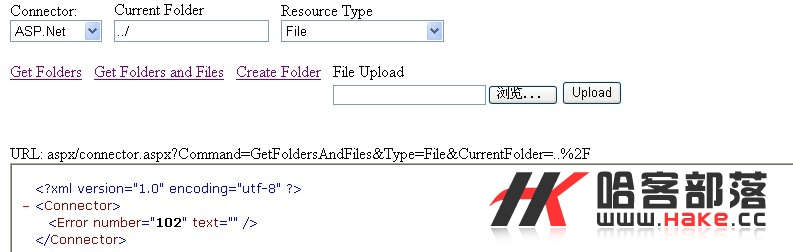 Connector: Current Folder Resource Type
ASP.Net ../ File
Get Folders Get Folders and Files Create Folder File Upload
浏览... Upload
URL: aspx/connector.aspx?Command=GetFoldersAndFiles&Type=File&CurrentFolder=..%2F
<?xml version="1.0" encoding="utf-8" ?>
– <Connector>
<Error number="102" text="" />
</Connector>
HK 哈客部落
www.HAKE.cc